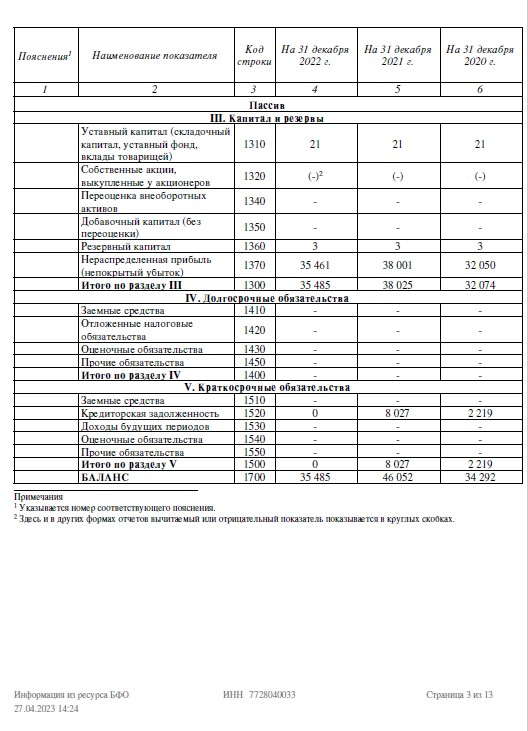 Пояснения¹ Наименование показателя Код строки На 31 декабря 2022 г. На 31 декабря 2021 г. На 31 декабря 2020 г.
1 2 3 4 5 6
Пассив
III. Капитал и резервы
Уставный капитал (складочный
капитал, уставный фонд, 1310 21 21 21
вклады товарищей)
Собственные акции, 1320 (-)² (-) (-)
выкупленные у акционеров
Переоценка внеоборотных 1340 - - -
активов
Добавочный капитал (без 1350 - - -
переоценки)
Резервный капитал 1360 3 3 3
Нераспределенная прибыль 1370 35 461 38 001 32 050
(непокрытый убыток)
Итого по разделу III 1300 35 485 38 025 32 074
IV. Долгосрочные обязательства
Заемные средства 1410 - - -
Отложенные налоговые 1420 - - -
обязательства
Оценочные обязательства 1430 - - -
Прочие обязательства 1450 - - -
Итого по разделу IV 1400 - - -
V. Краткосрочные обязательства
Заемные средства 1510 - - -
Кредиторская задолженность 1520 0 8 027 2 219
Доходы будущих периодов 1530 - - -
Оценочные обязательства 1540 - - -
Прочие обязательства 1550 - - -
Итого по разделу V 1500 0 8 027 2 219
БАЛАНС 1700 35 485 46 052 34 292
Примечания
¹ Указывается номер соответствующего пояснения.
² Здесь и в других формах отчетов вычитаемый или отрицательный показатель показывается в круглых скобках.
Информация из ресурса БФО ИНН 7728040033 Страница 3 из 13
27.04.2023 14:24